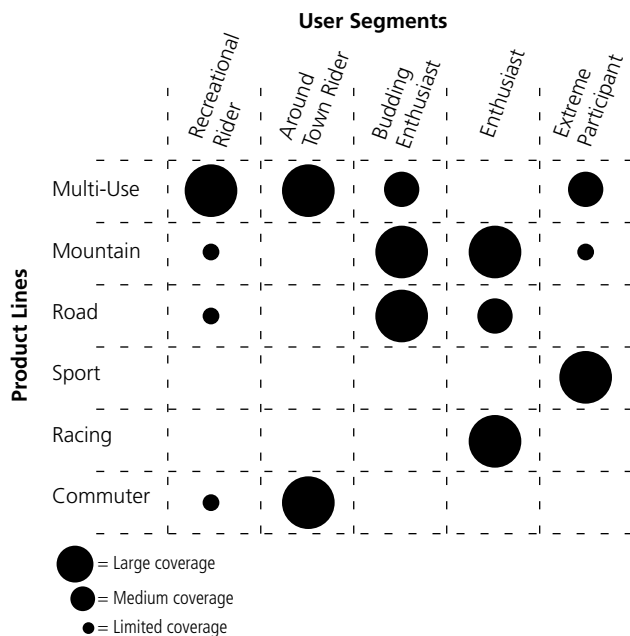 User Segments
Recreational
Rider
Around
Town Rider
Budding
Enthusiast
Enthusiast
Extreme
Participant
Product Lines
Multi-Use
Mountain
Road
Sport
Racing
Commuter
= Large coverage
= Medium coverage
= Limited coverage